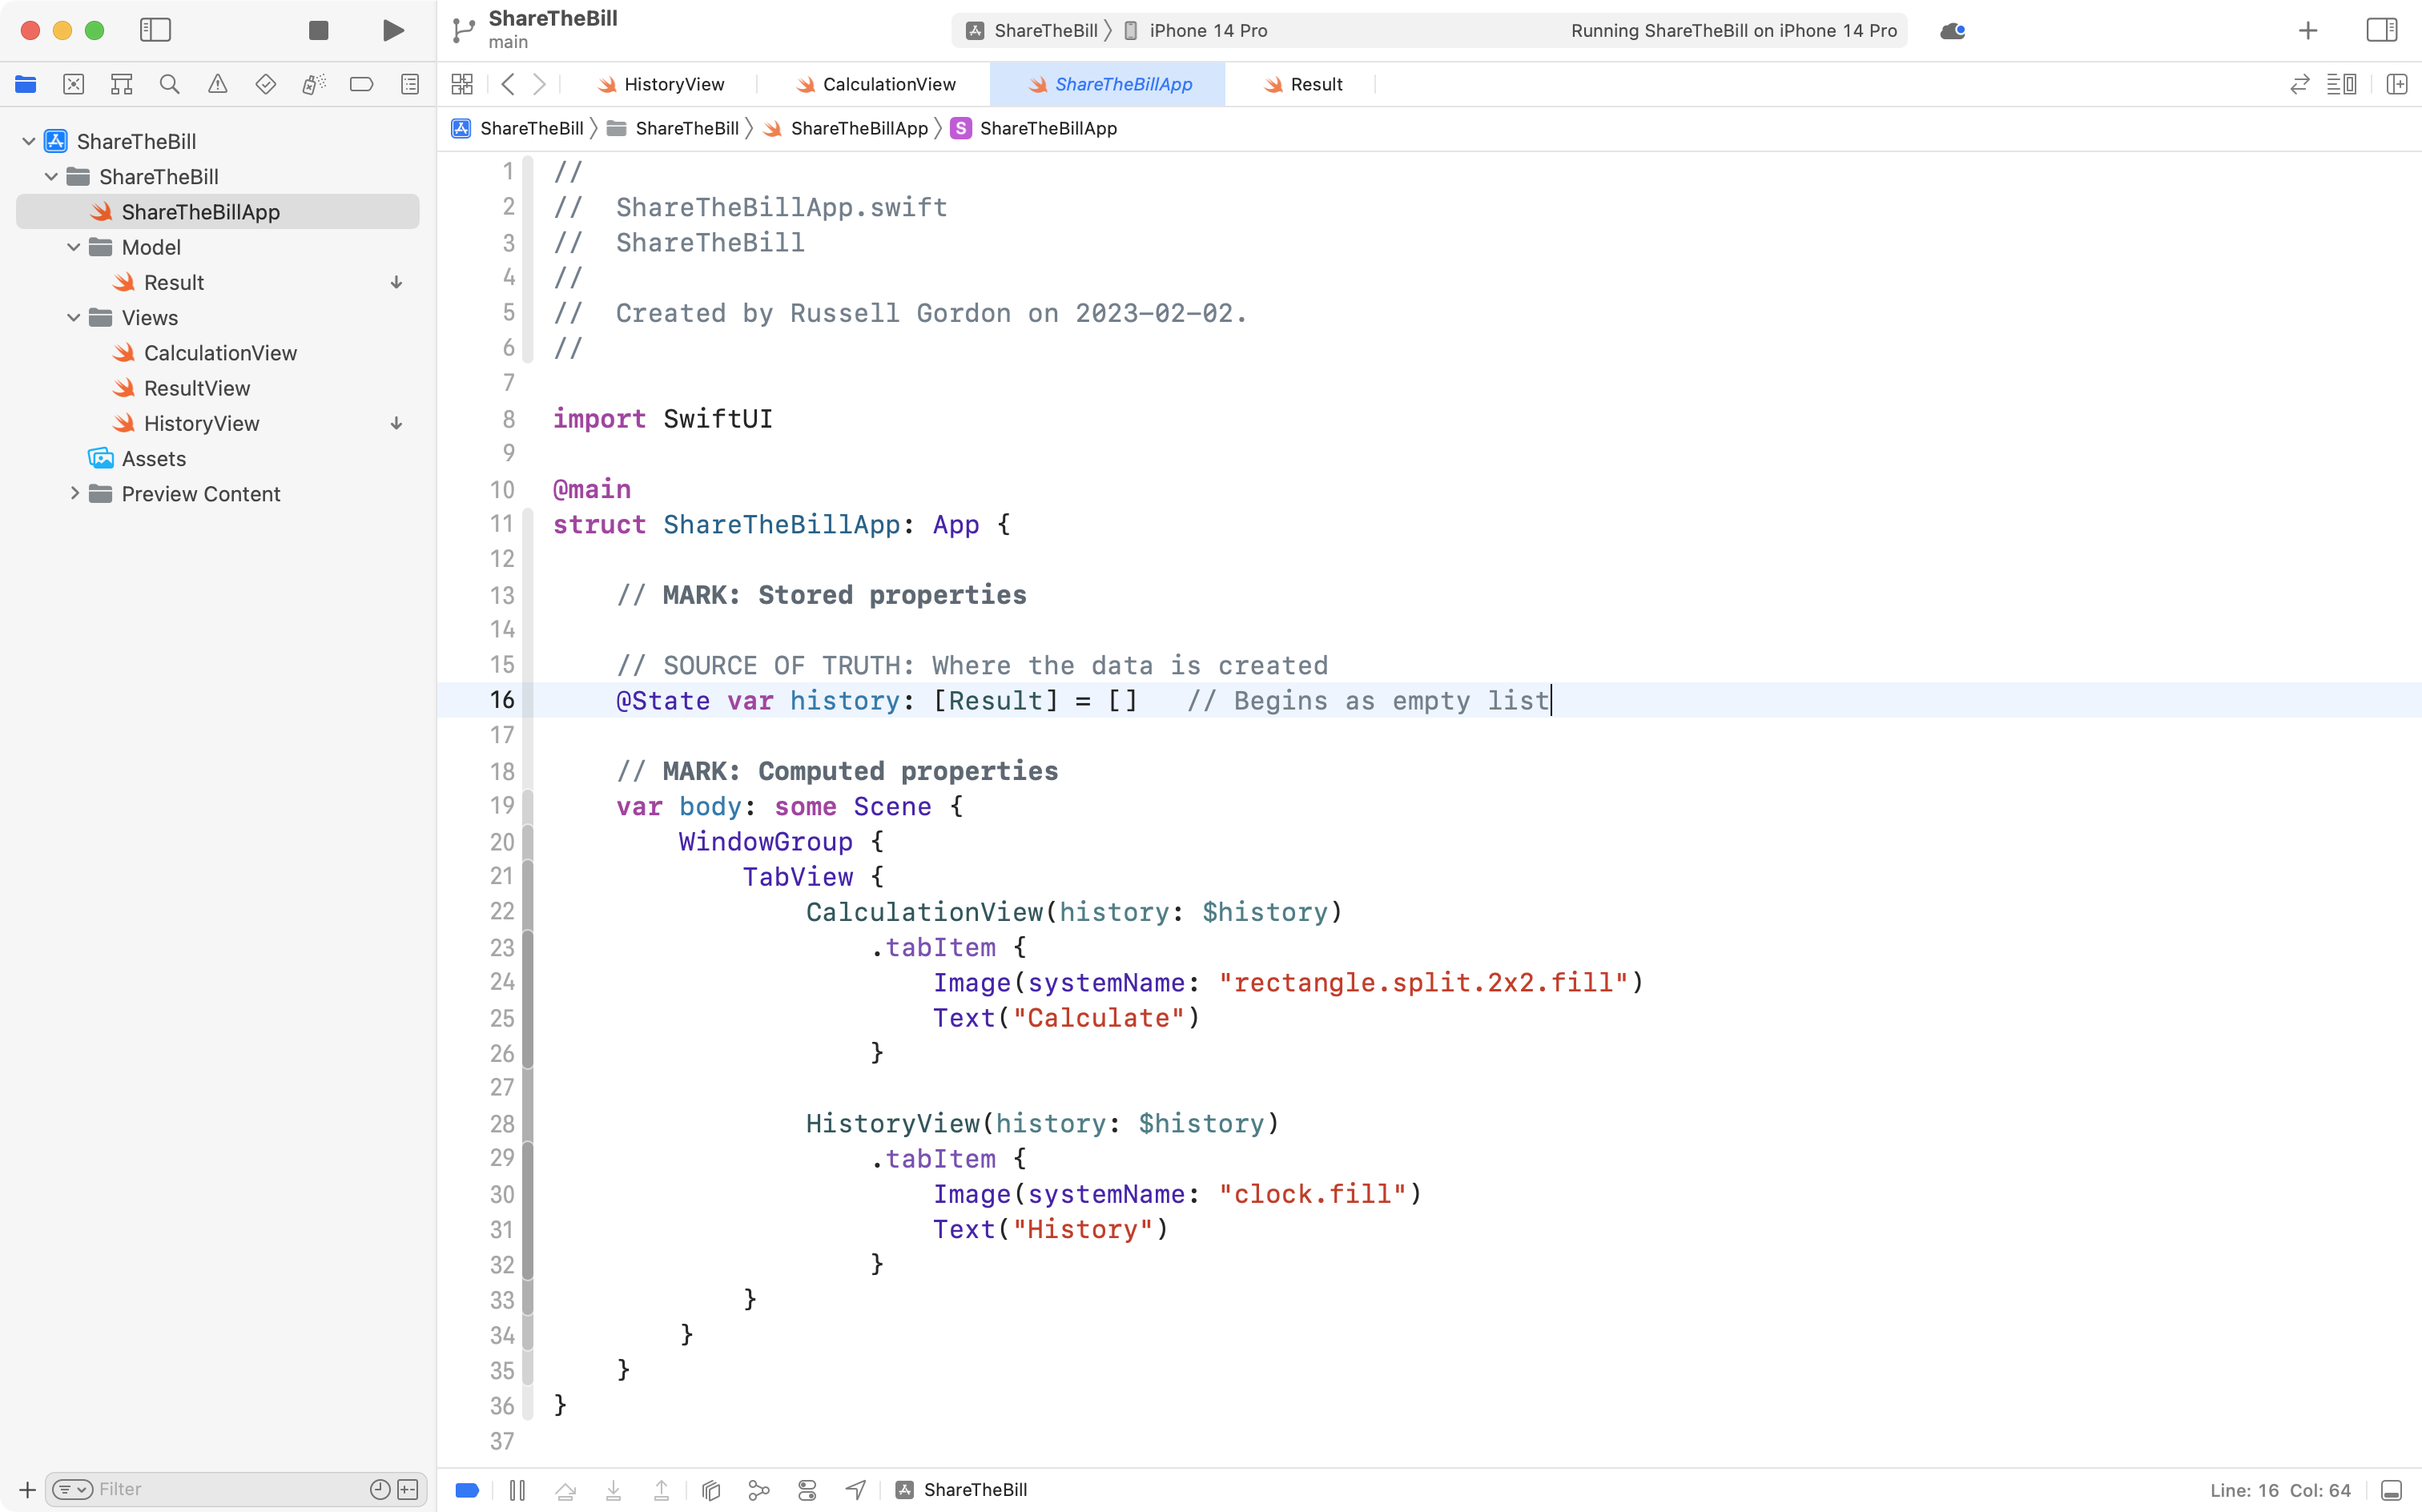 ShareTheBill
main
ShareTheBill
iPhone 14 Pro
Running ShareTheBill on iPhone 14 Pro
HistoryView
CalculationView
ShareTheBillApp
Result
ShareTheBill
ShareTheBill
ShareTheBillApp
S ShareTheBillApp
ShareTheBill
ShareTheBill
ShareTheBillApp
Model
Result
Views
CalculationView
ResultView
HistoryView
Assets
Preview Content
1 //
2 //  ShareTheBillApp.swift
3 //  ShareTheBill
4 //
5 //  Created by Russell Gordon on 2023-02-02.
6 //
7
8 import SwiftUI
9
10 @main
11 struct ShareTheBillApp: App {
12
13     // MARK: Stored properties
14
15     // SOURCE OF TRUTH: Where the data is created
16     @State var history: [Result] = []   // Begins as empty list
17
18     // MARK: Computed properties
19     var body: some Scene {
20         WindowGroup {
21             TabView {
22                 CalculationView(history: $history)
23                     .tabItem {
24                         Image(systemName: "rectangle.split.2x2.fill")
25                         Text("Calculate")
26                     }
27
28                 HistoryView(history: $history)
29                     .tabItem {
30                         Image(systemName: "clock.fill")
31                         Text("History")
32                     }
33             }
34         }
35     }
36 }
37
Filter
ShareTheBill
Line: 16 Col: 64